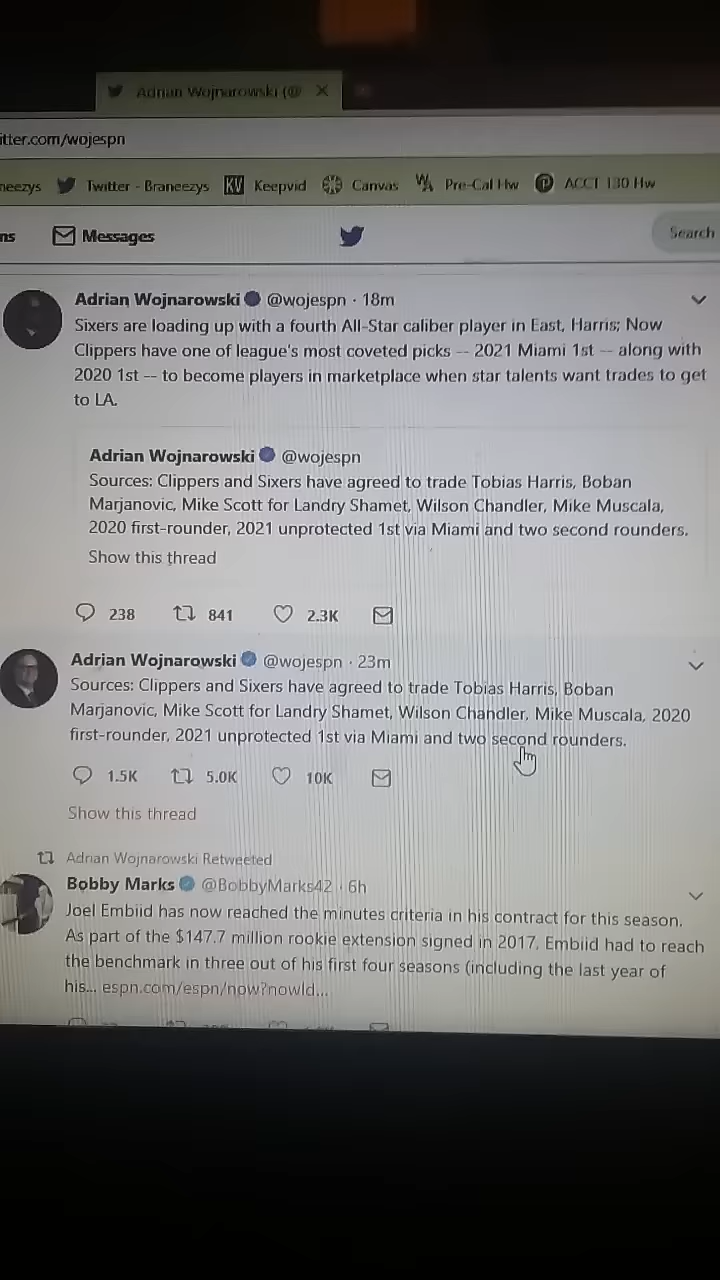 Adrian Wojnarowski (@
itter.com/wojespn
neezys Twitter - Braneezys KV Keepvid Canvas WA Pre-Cal Hw P ACCT 130 Hw
ns Messages Search
Adrian Wojnarowski @wojespn · 18m
Sixers are loading up with a fourth All-Star caliber player in East, Harris; Now
Clippers have one of league's most coveted picks -- 2021 Miami 1st -- along with
2020 1st -- to become players in marketplace when star talents want trades to get
to LA.
Adrian Wojnarowski @wojespn
Sources: Clippers and Sixers have agreed to trade Tobias Harris, Boban
Marjanovic, Mike Scott for Landry Shamet, Wilson Chandler, Mike Muscala,
2020 first-rounder, 2021 unprotected 1st via Miami and two second rounders.
Show this thread
238 841 2.3K
Adrian Wojnarowski @wojespn · 23m
Sources: Clippers and Sixers have agreed to trade Tobias Harris, Boban
Marjanovic, Mike Scott for Landry Shamet, Wilson Chandler, Mike Muscala, 2020
first-rounder, 2021 unprotected 1st via Miami and two second rounders.
1.5K 5.0K 10K
Show this thread
Adrian Wojnarowski Retweeted
Bobby Marks @BobbyMarks42 · 6h
Joel Embiid has now reached the minutes criteria in his contract for this season.
As part of the $147.7 million rookie extension signed in 2017, Embiid had to reach
the benchmark in three out of his first four seasons (including the last year of
his... espn.com/espn/now?nowId...